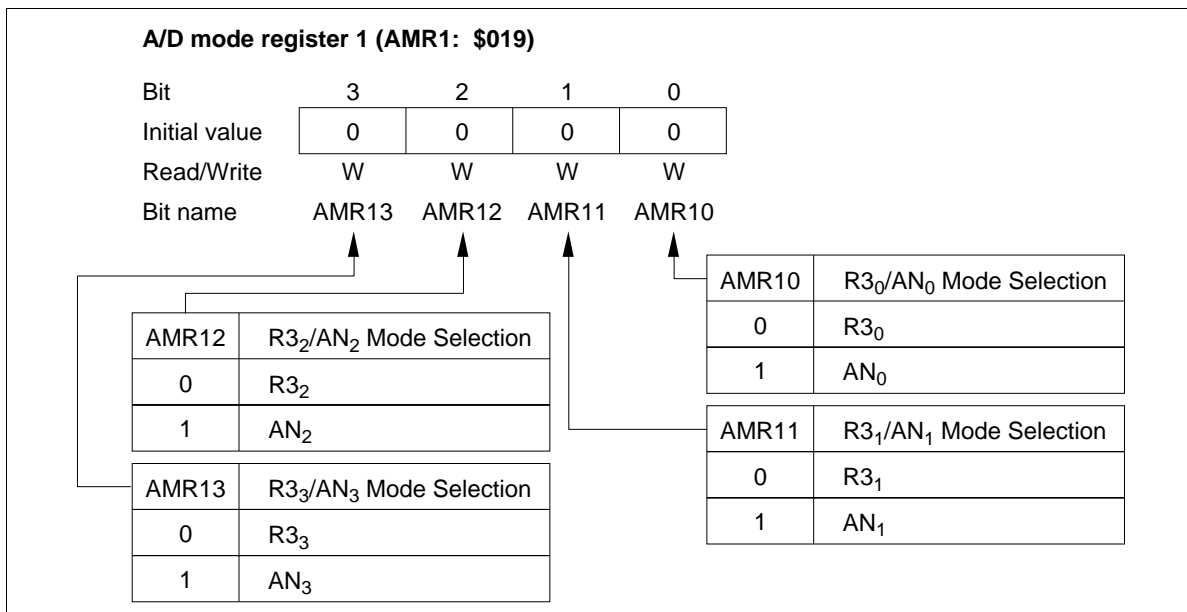 A/D mode register 1 (AMR1: $019)
Bit 3 2 1 0
Initial value 0 0 0 0
Read/Write W W W W
Bit name AMR13 AMR12 AMR11 AMR10
AMR10 R3₀/AN₀ Mode Selection
0 R3₀
1 AN₀
AMR12 R3₂/AN₂ Mode Selection
0 R3₂
1 AN₂
AMR11 R3₁/AN₁ Mode Selection
0 R3₁
1 AN₁
AMR13 R3₃/AN₃ Mode Selection
0 R3₃
1 AN₃